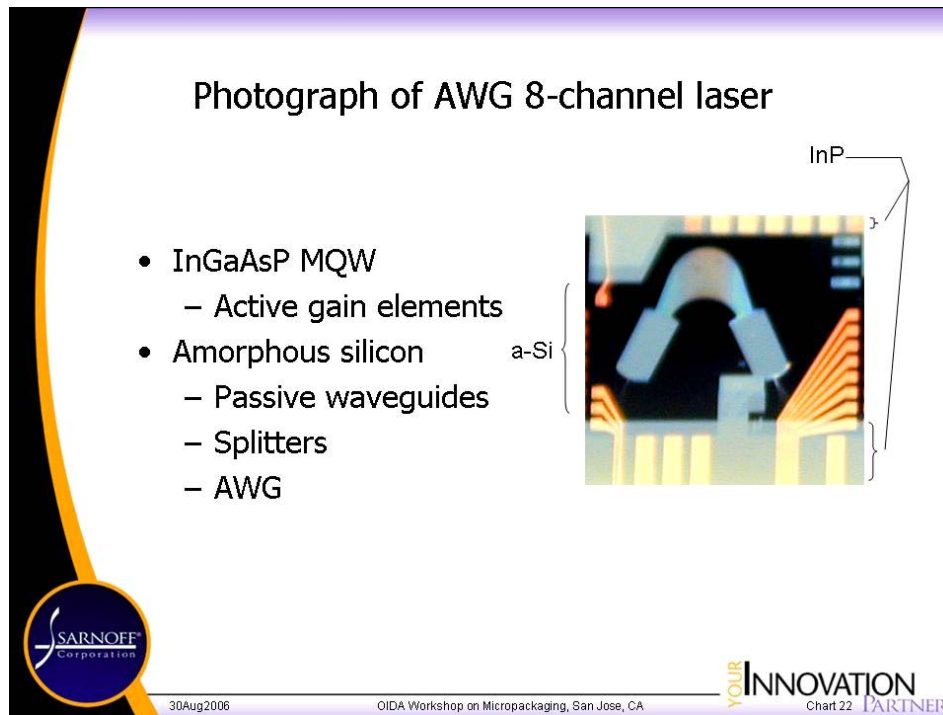 Photograph of AWG 8-channel laser
InP
• InGaAsP MQW
– Active gain elements
• Amorphous silicon
a-Si
– Passive waveguides
– Splitters
– AWG
SARNOFF®
Corporation
30Aug2006
OIDA Workshop on Micropackaging, San Jose, CA
Chart 22
YOUR
INNOVATION
PARTNER